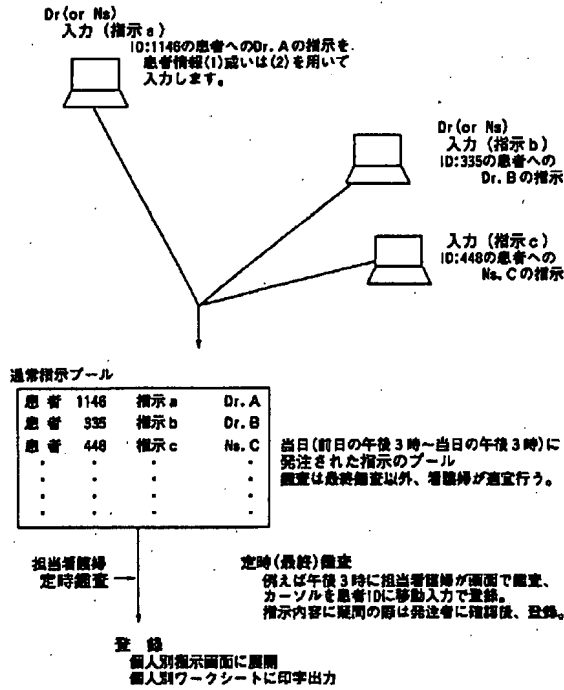 Dr(or Ns)
入力（指示a）
ID:1146の患者へのDr.Aの指示を
患者情報(1)或いは(2)を用いて
入力します。
Dr(or Ns)
入力（指示b）
ID:335の患者への
Dr.Bの指示
入力（指示c）
ID:448の患者への
Ns.Cの指示
通常指示プール
患者 1146 指示a Dr.A
患者 335 指示b Dr.B
患者 448 指示c Ns.C
当日(前日の午後3時～当日の午後3時)に
発注された指示のプール
鑑査は最終鑑査以外、看護婦が適宜行う。
担当看護婦
定時鑑査
定時(最終)鑑査
例えば午後3時に担当看護婦が画面で鑑査、
カーソルを患者IDに移動入力で登録。
指示内容に疑問の際は発注者に確認後、登録。
登録
個人別指示画面に展開
個人別ワークシートに印字出力